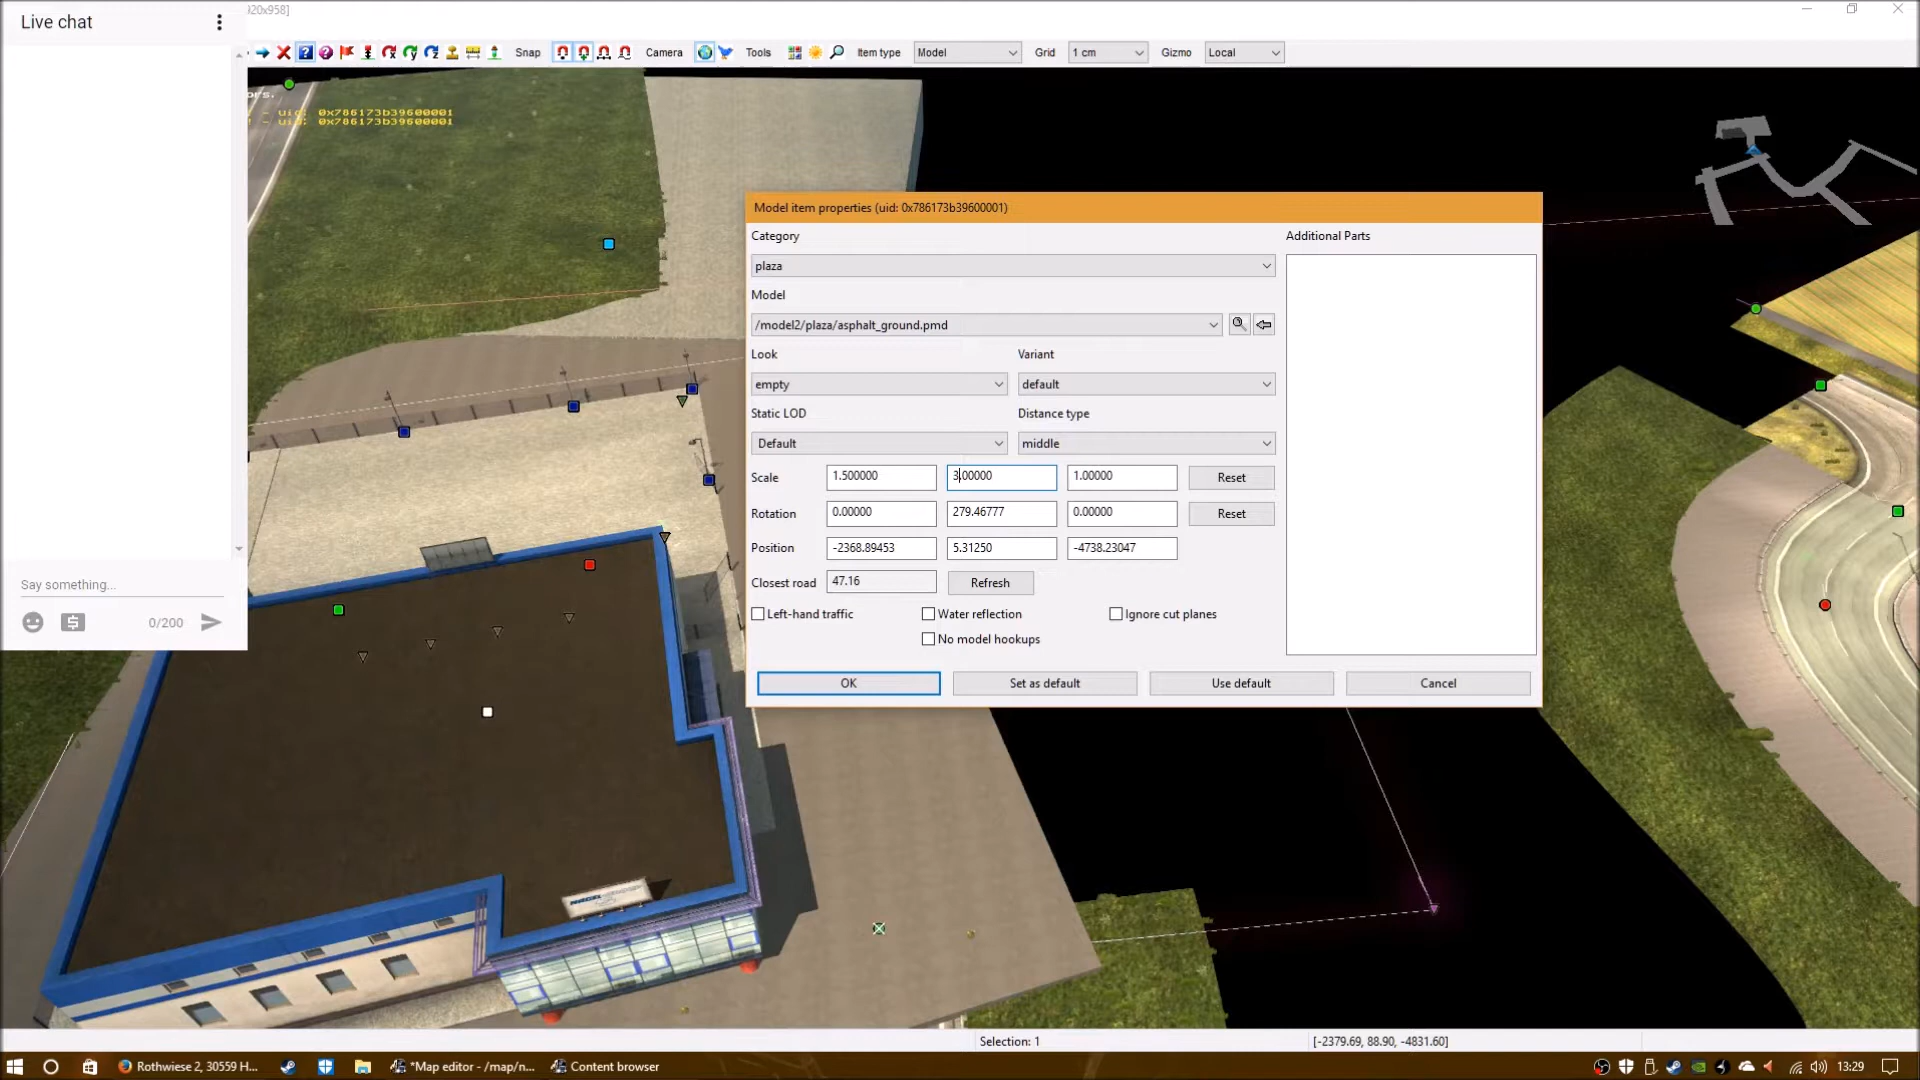 Live chat
20x958]
Snap
Camera
Tools
Item type
Model
Grid
1 cm
Gizmo
Local
ors.
- uid: 0x786173b39600001
- uid: 0x786173b39600001
Model item properties (uid: 0x786173b39600001)
Category
Additional Parts
plaza
Model
/model2/plaza/asphalt_ground.pmd
Look
Variant
empty
default
Static LOD
Distance type
Default
middle
Scale
1.500000
3.00000
1.00000
Reset
Rotation
0.00000
279.46777
0.00000
Reset
Position
-2368.89453
5.31250
-4738.23047
Closest road
47.16
Refresh
Left-hand traffic
Water reflection
Ignore cut planes
No model hookups
OK
Set as default
Use default
Cancel
Say something...
0/200
Selection: 1
[-2379.69, 88.90, -4831.60]
Rothwiese 2, 30559 H...
*Map editor - /map/n...
Content browser
13:29